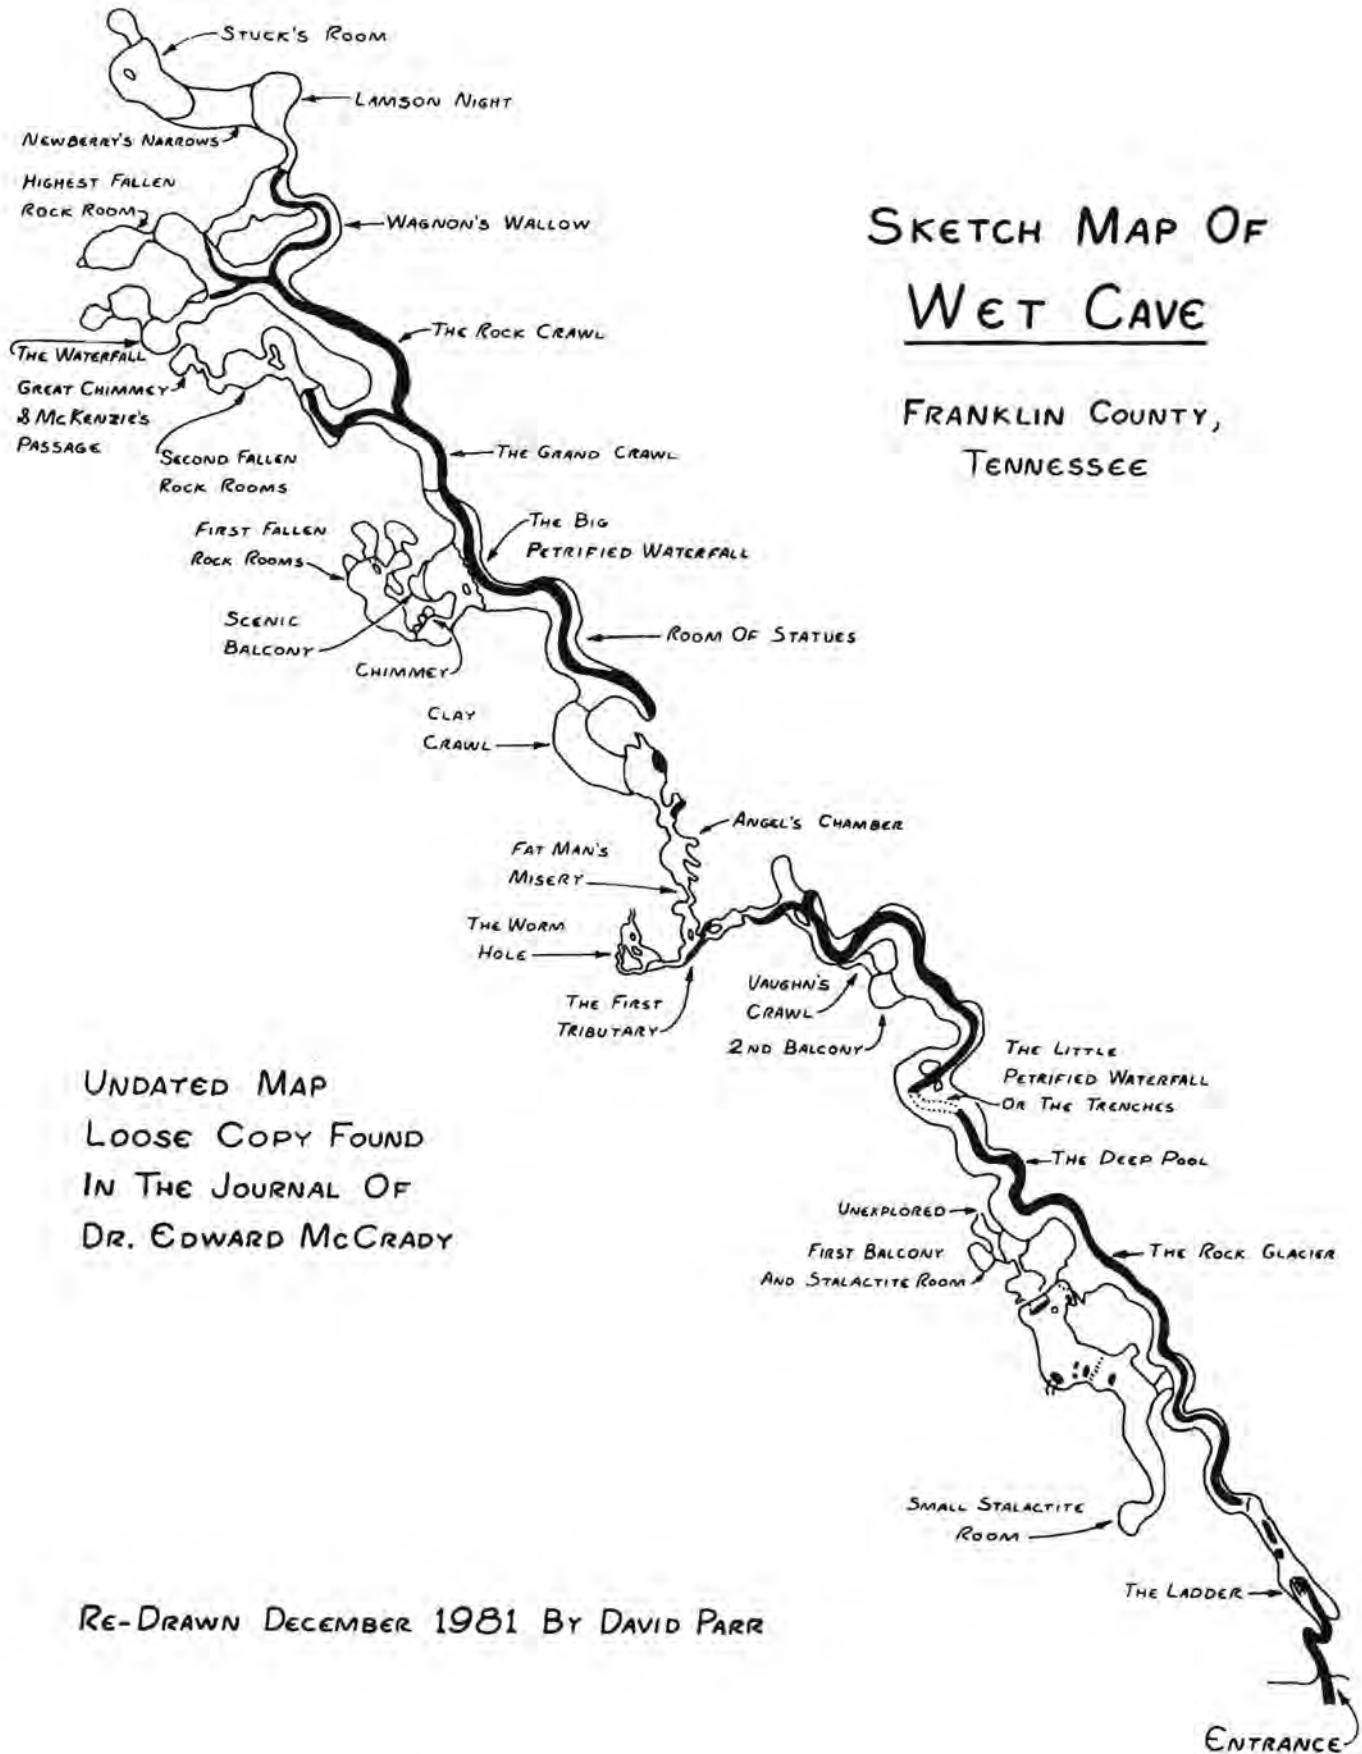 Stuck's Room
Lamson Night
Newberry's Narrows
Highest Fallen
Rock Room
Wagnon's Wallow
Sketch Map Of
Wet Cave
Franklin County,
Tennessee
The Rock Crawl
The Waterfall
Great Chimmey
& McKenzie's
Passage
Second Fallen
Rock Rooms
The Grand Crawl
First Fallen
Rock Rooms
The Big
Petrified Waterfall
Scenic
Balcony
Chimmey
Room Of Statues
Clay
Crawl
Angel's Chamber
Fat Man's
Misery
The Worm
Hole
The First
Tributary
Vaughn's
Crawl
2nd Balcony
The Little
Petrified Waterfall
Or The Trenches
Undated Map
Loose Copy Found
In The Journal Of
Dr. Edward McCrady
The Deep Pool
Unexplored
First Balcony
And Stalactite Room
The Rock Glacier
Small Stalactite
Room
The Ladder
Re-Drawn December 1981 By David Parr
Entrance